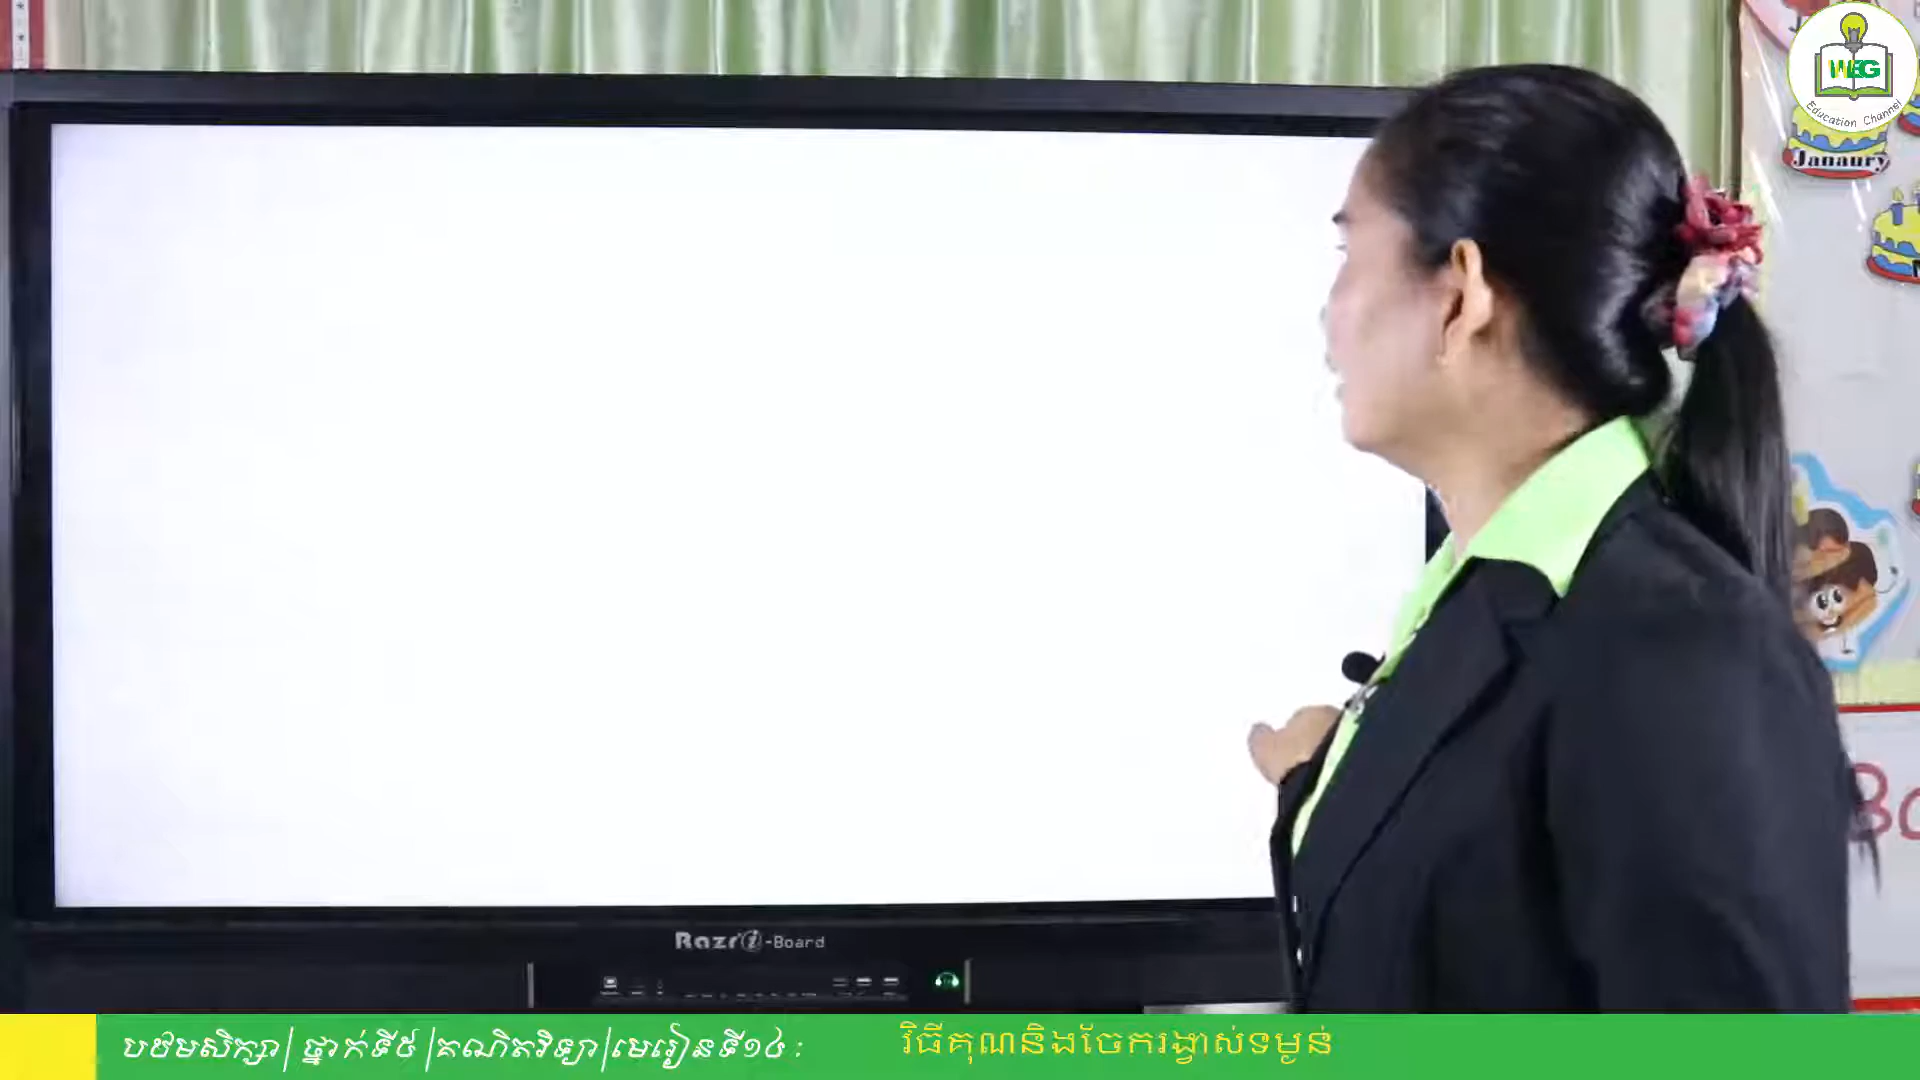 WEG
Education Channel
Janaury
Razr i-Board
បឋមសិក្សា| ថ្នាក់ទី៥ |គណិតវិទ្យា|មេរៀនទី១៤ : វិធីគុណនិងចែករង្វាស់ទម្ងន់